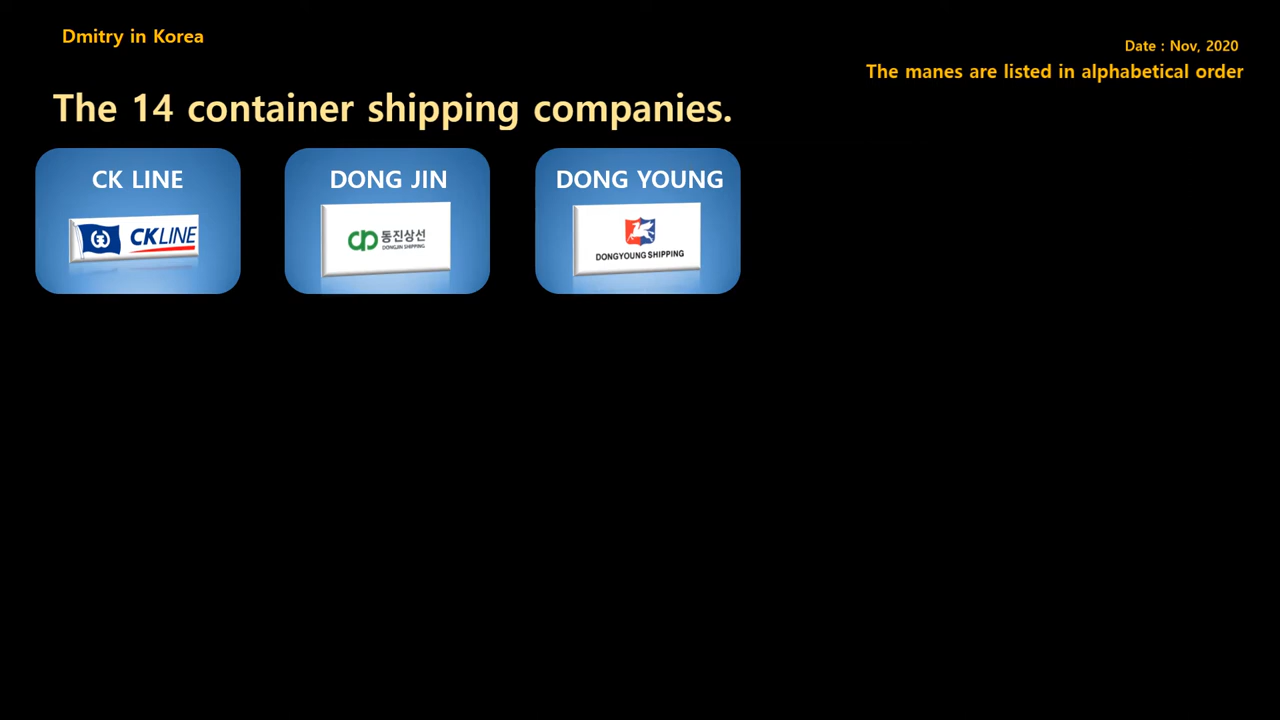 Dmitry in Korea
Date : Nov, 2020
The manes are listed in alphabetical order
The 14 container shipping companies.
CK LINE
CKLINE
DONG JIN
동진상선
DONGJIN SHIPPING
DONG YOUNG
DONGYOUNG SHIPPING